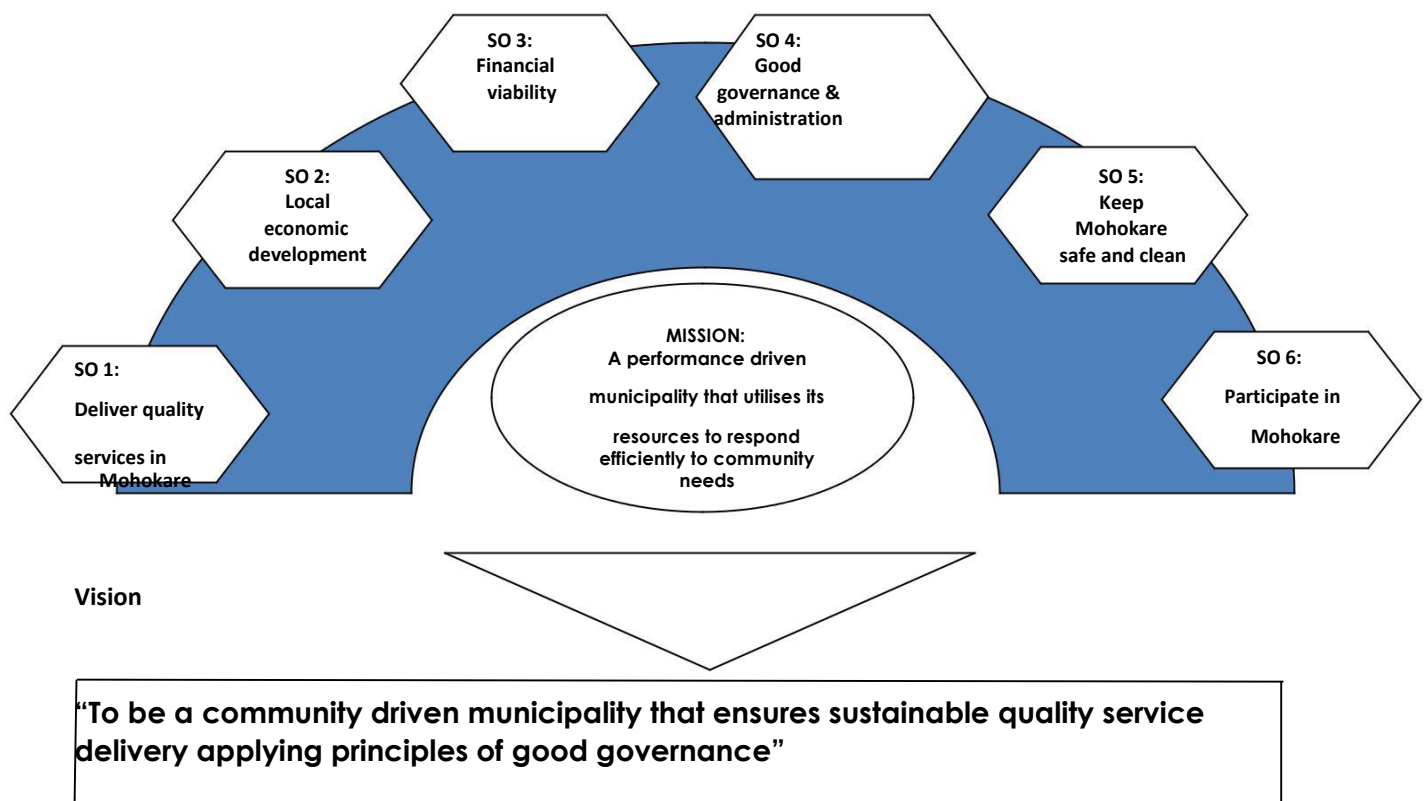 SO 1:
Deliver quality
services in
Mohokare
SO 2:
Local
economic
development
SO 3:
Financial
viability
SO 4:
Good
governance &
administration
SO 5:
Keep
Mohokare
safe and clean
SO 6:
Participate in
Mohokare
MISSION:
A performance driven
municipality that utilises its
resources to respond
efficiently to community
needs
Vision
“To be a community driven municipality that ensures sustainable quality service
delivery applying principles of good governance”